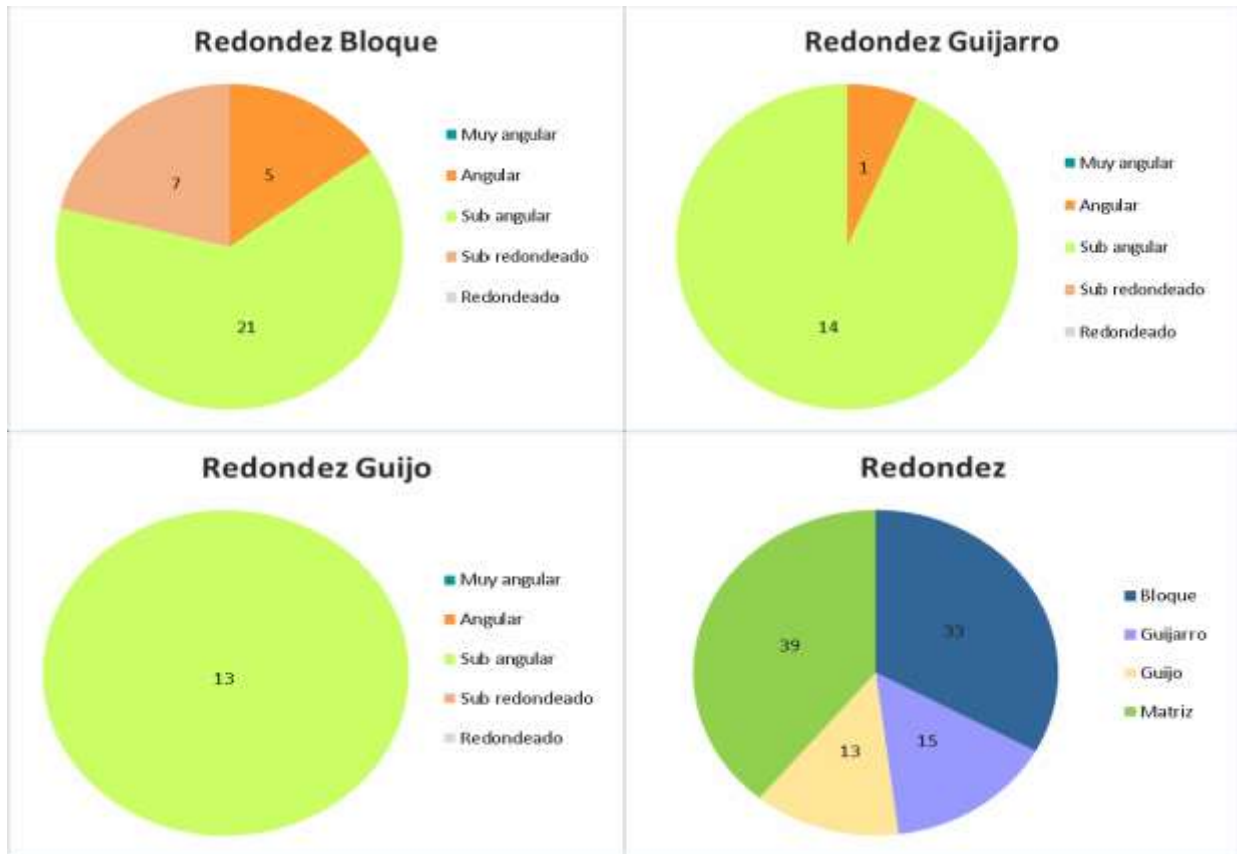 Redondez Bloque
7
5
21
Muy angular
Angular
Sub angular
Sub redondeado
Redondeado
Redondez Guijarro
1
14
Muy angular
Angular
Sub angular
Sub redondeado
Redondeado
Redondez Guijo
13
Muy angular
Angular
Sub angular
Sub redondeado
Redondeado
Redondez
39
33
13
15
Bloque
Guijarro
Guijo
Matriz